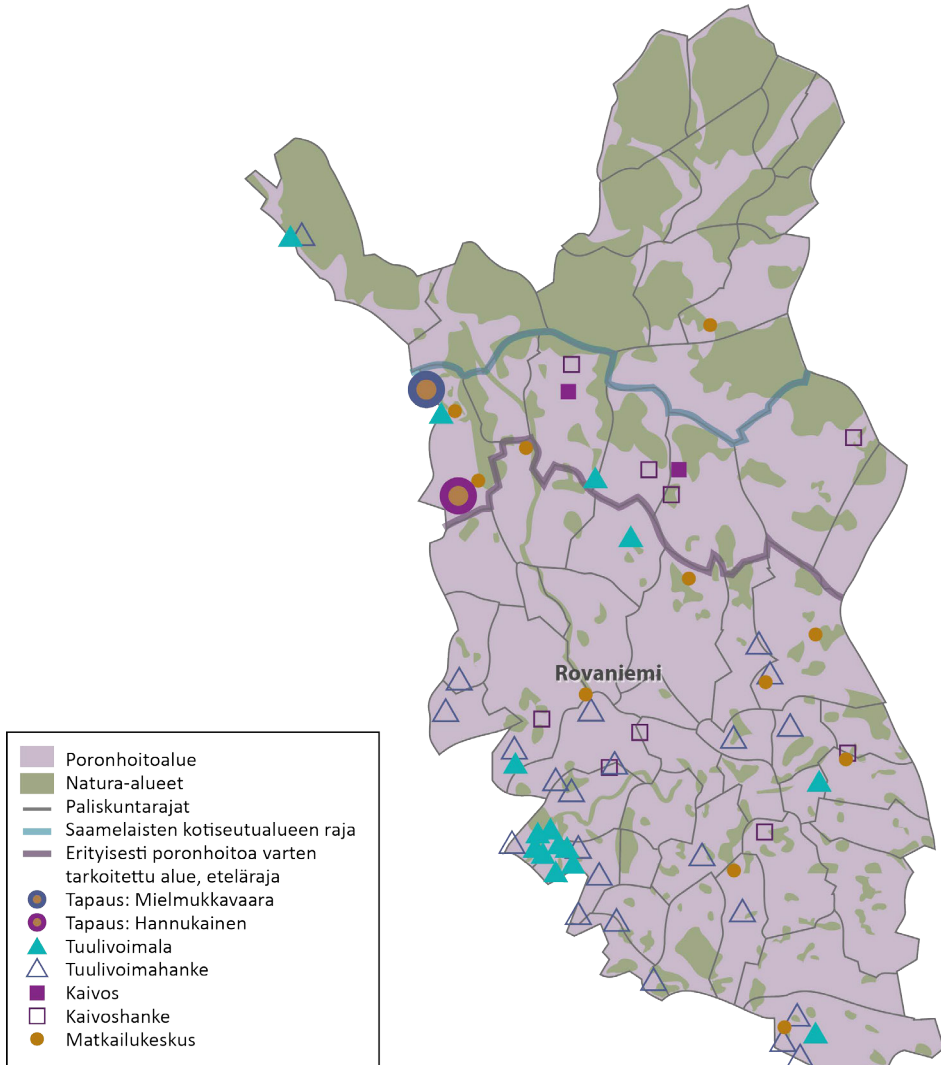 Rovaniemi
Poronhoitoalue
Natura-alueet
Paliskuntarajat
Saamelaisten kotiseutualueen raja
Erityisesti poronhoitoa varten
tarkoitettu alue, eteläraja
Tapaus: Mielmukkavaara
Tapaus: Hannukainen
Tuulivoimala
Tuulivoimahanke
Kaivos
Kaivoshanke
Matkailukeskus